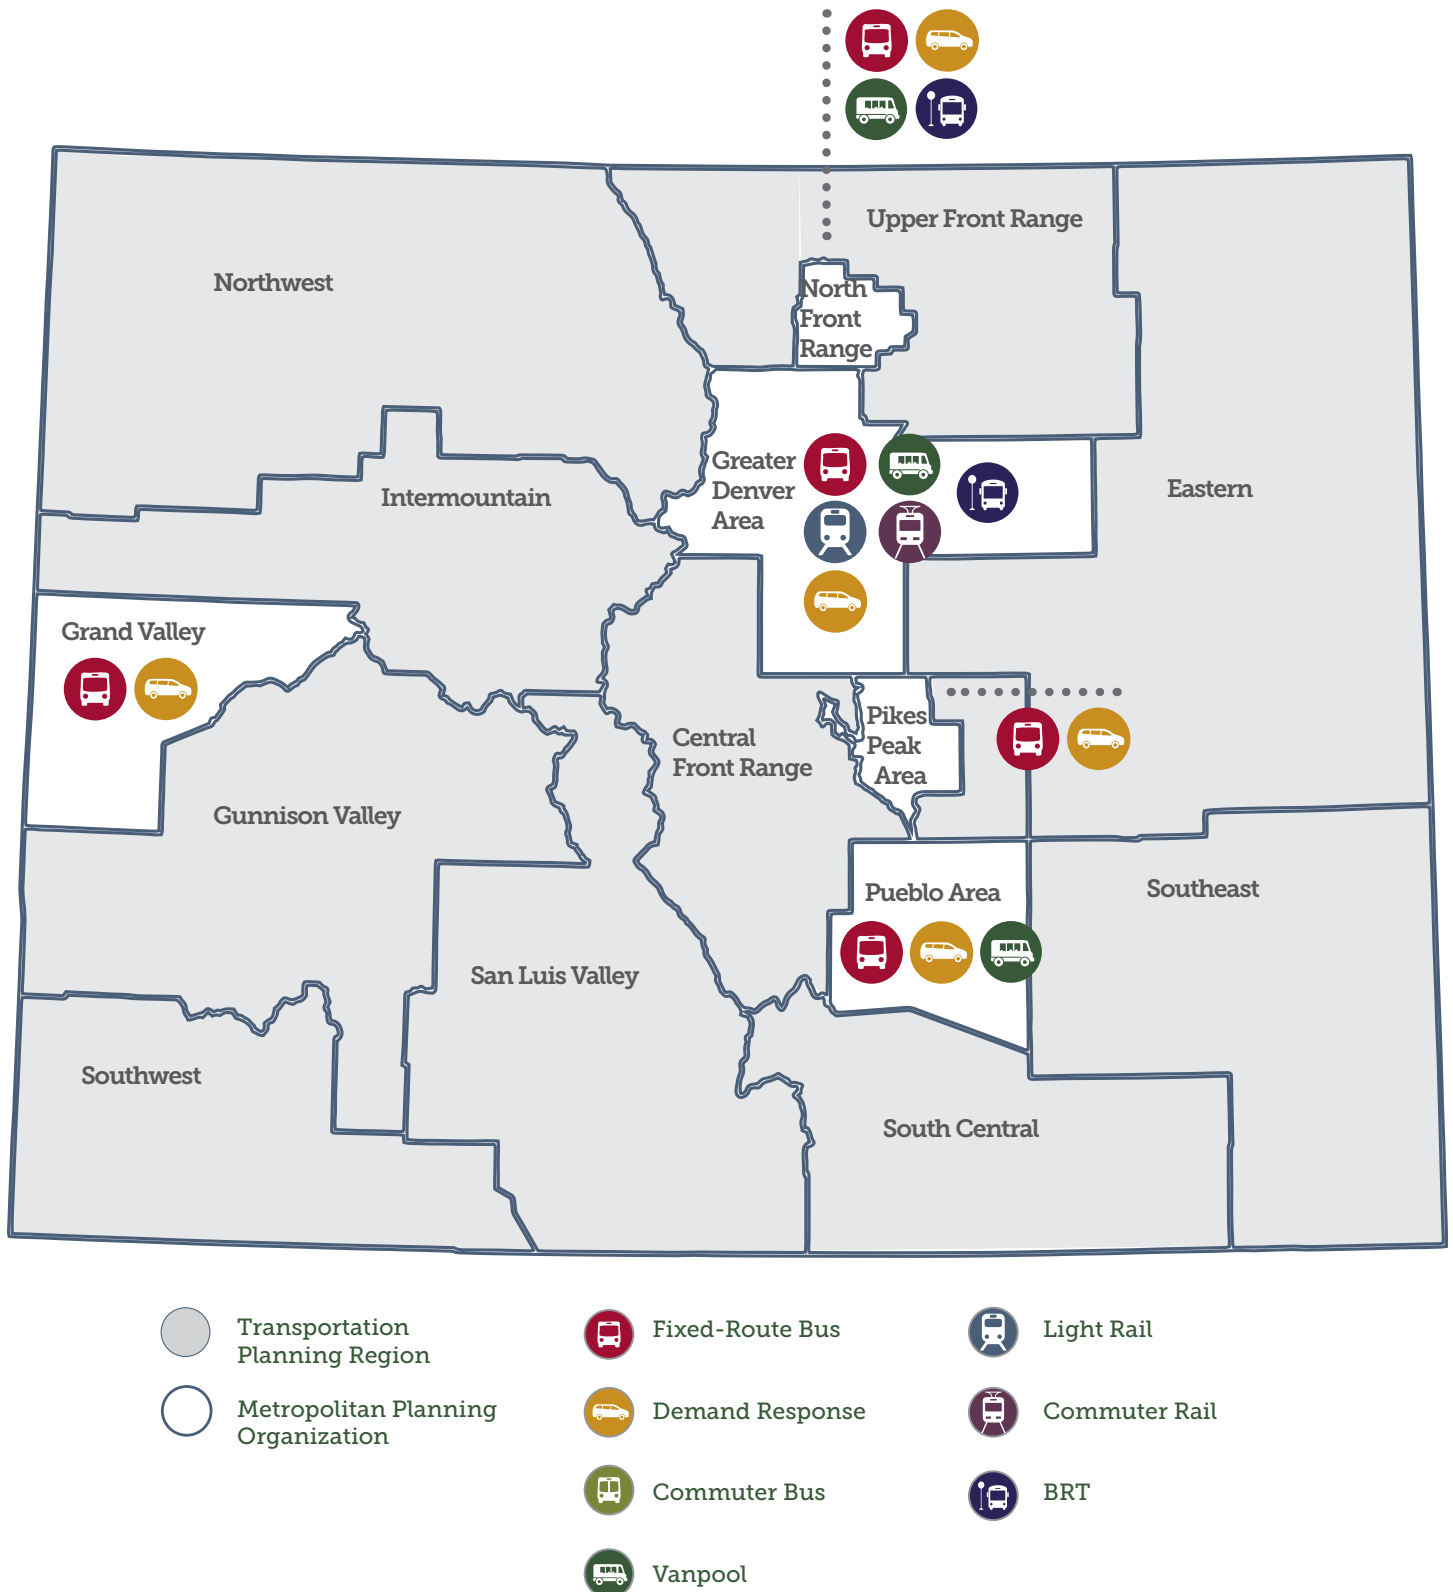 Upper Front Range
Northwest
North
Front
Range
Greater
Denver
Area
Intermountain
Eastern
Grand Valley
Pikes
Peak
Area
Central
Front Range
Gunnison Valley
Pueblo Area
Southeast
San Luis Valley
Southwest
South Central
Transportation
Planning Region
Metropolitan Planning
Organization
Fixed-Route Bus
Demand Response
Commuter Bus
Vanpool
Light Rail
Commuter Rail
BRT